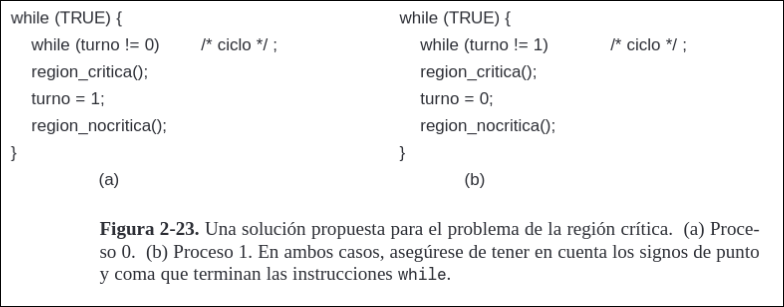 while (TRUE) {
while (turno != 0) /* ciclo */ ;
region_critica();
turno = 1;
region_nocritica();
}
(a)
while (TRUE) {
while (turno != 1) /* ciclo */ ;
region_critica();
turno = 0;
region_nocritica();
}
(b)
Figura 2-23. Una solución propuesta para el problema de la región crítica. (a) Proce-
so 0. (b) Proceso 1. En ambos casos, asegúrese de tener en cuenta los signos de punto
y coma que terminan las instrucciones while.